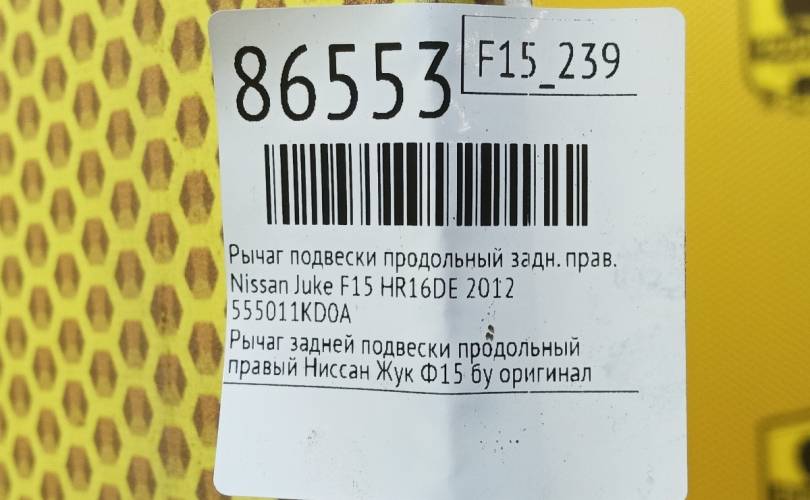 86553
F15_239
Рычаг подвески продольный задн. прав.
Nissan Juke F15 HR16DE 2012
555011KD0A
Рычаг задней подвески продольный
правый Ниссан Жук Ф15 бу оригинал